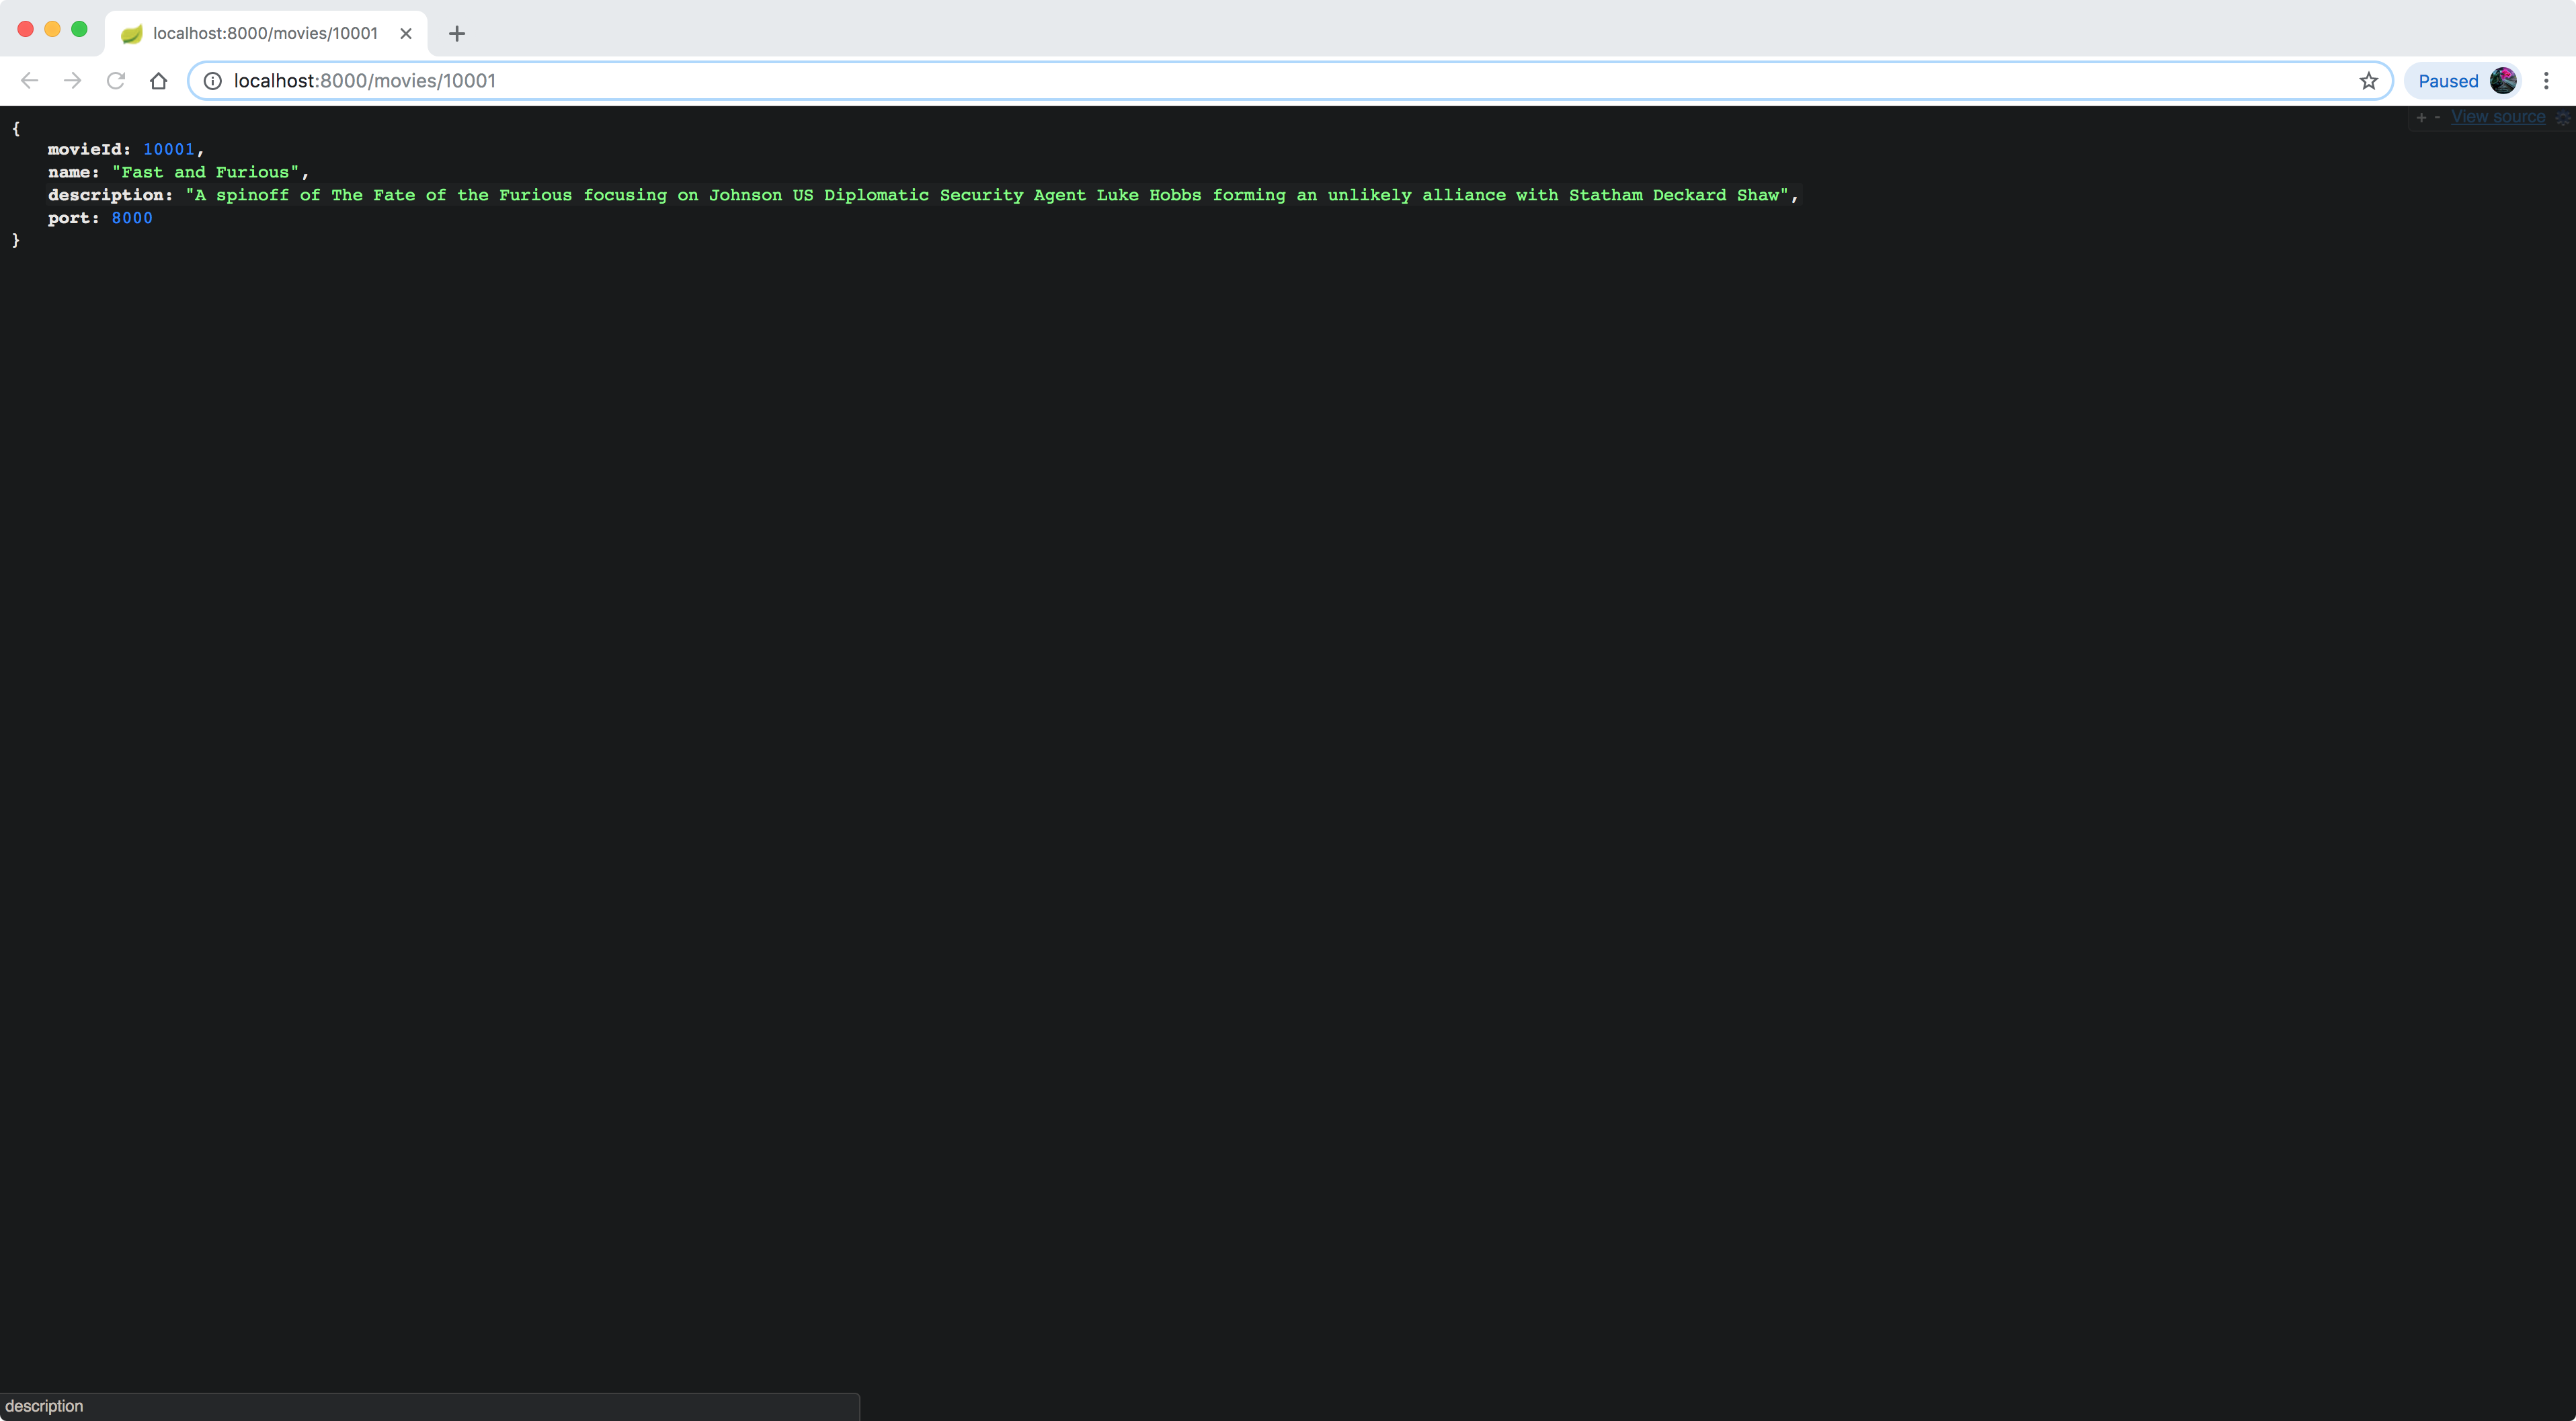 localhost:8000/movies/10001
localhost:8000/movies/10001
Paused
+ - View source
{
movieId: 10001,
name: "Fast and Furious",
description: "A spinoff of The Fate of the Furious focusing on Johnson US Diplomatic Security Agent Luke Hobbs forming an unlikely alliance with Statham Deckard Shaw",
port: 8000
}
description